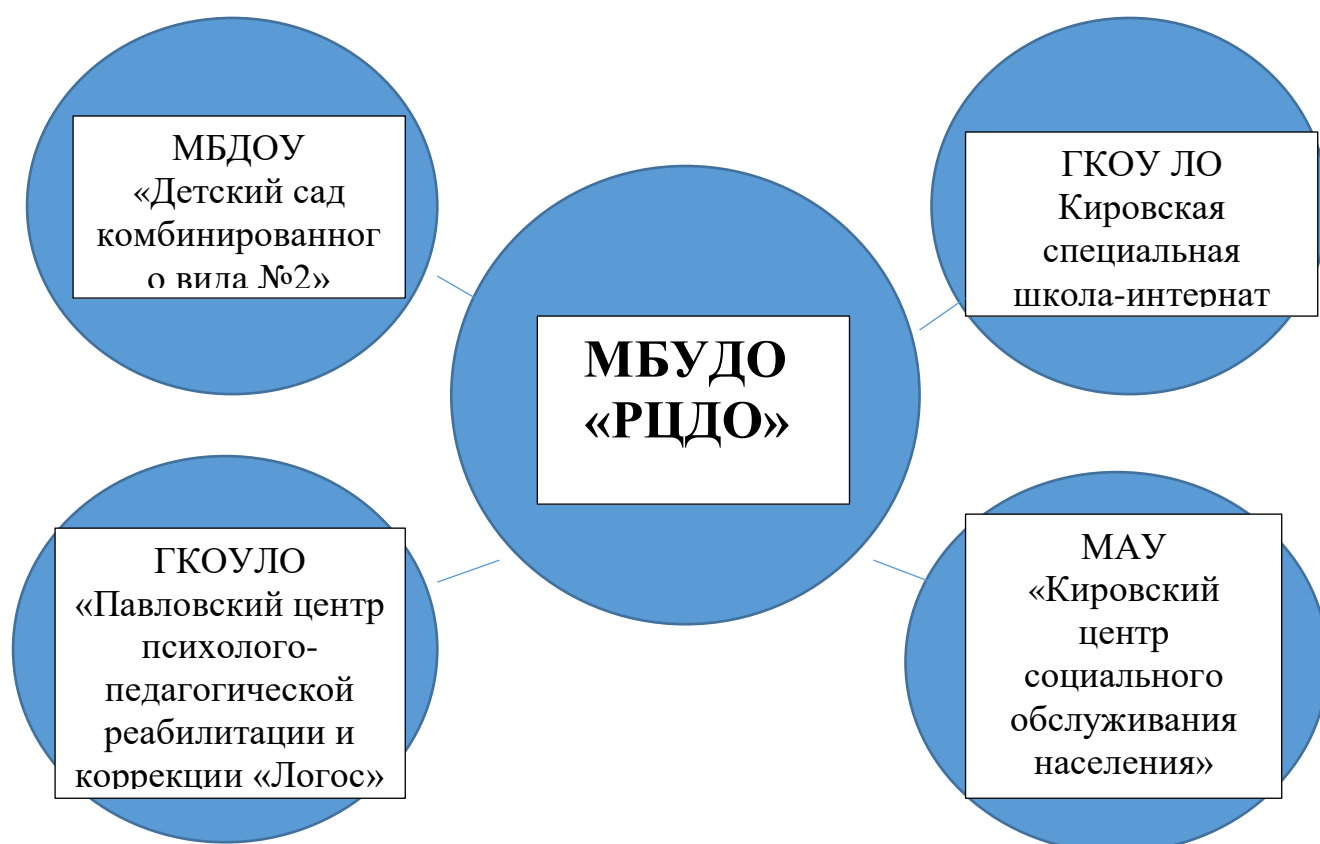 МБДОУ
«Детский сад
комбинированног
о вида №2»
ГКОУ ЛО
Кировская
специальная
школа-интернат
МБУДО
«РЦДО»
ГКОУЛО
«Павловский центр
психолого-
педагогической
реабилитации и
коррекции «Логос»
МАУ
«Кировский
центр
социального
обслуживания
населения»